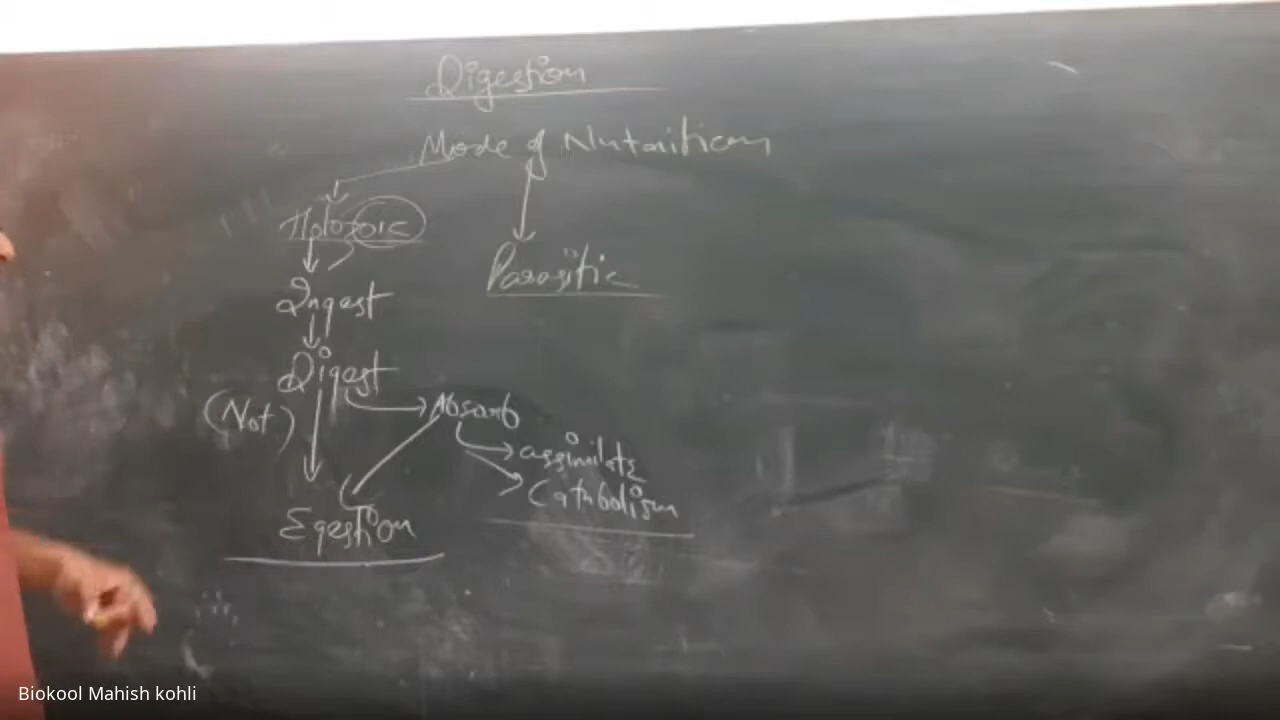 Digestion
Mode of Nutrition
Holozoic
Parasitic
Ingest
Digest
(Not)
Absorb
assimilate
Catabolism
Egestion
Biokool Mahish kohli